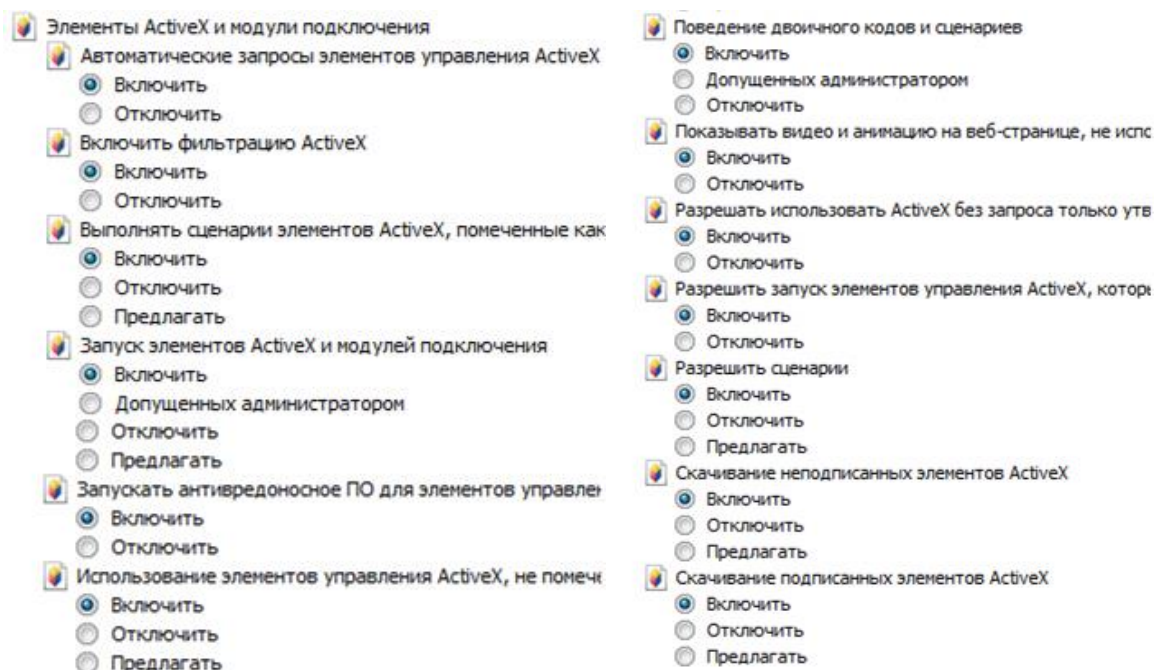 Элементы ActiveX и модули подключения
Автоматические запросы элементов управления ActiveX
Включить
Отключить
Включить фильтрацию ActiveX
Включить
Отключить
Выполнять сценарии элементов ActiveX, помеченные как
Включить
Отключить
Предлагать
Запуск элементов ActiveX и модулей подключения
Включить
Допущенных администратором
Отключить
Предлагать
Запускать антивредоносное ПО для элементов управлен
Включить
Отключить
Использование элементов управления ActiveX, не помече
Включить
Отключить
Предлагать
Поведение двоичного кодов и сценариев
Включить
Допущенных администратором
Отключить
Показывать видео и анимацию на веб-странице, не испо
Включить
Отключить
Разрешать использовать ActiveX без запроса только утв
Включить
Отключить
Разрешить запуск элементов управления ActiveX, которы
Включить
Отключить
Разрешить сценарии
Включить
Отключить
Предлагать
Скачивание неподписанных элементов ActiveX
Включить
Отключить
Предлагать
Скачивание подписанных элементов ActiveX
Включить
Отключить
Предлагать